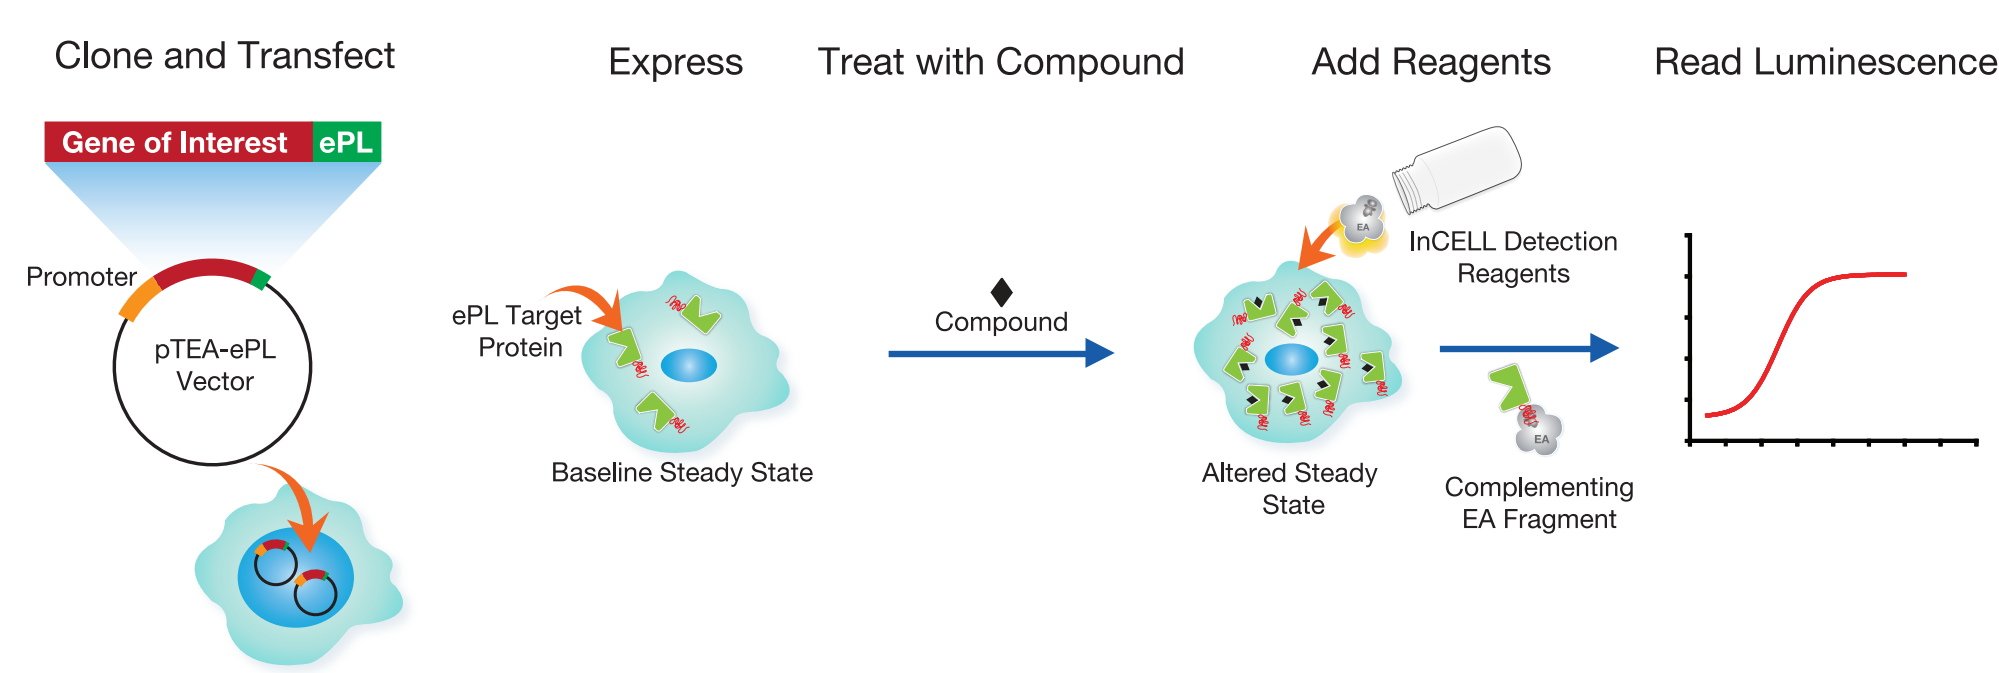 Clone and Transfect
Express
Treat with Compound
Add Reagents
Read Luminescence
Gene of Interest
ePL
Promoter
pTEA-ePL
Vector
ePL Target
Protein
Baseline Steady State
Compound
EA
InCELL Detection
Reagents
Altered Steady
State
EA
Complementing
EA Fragment